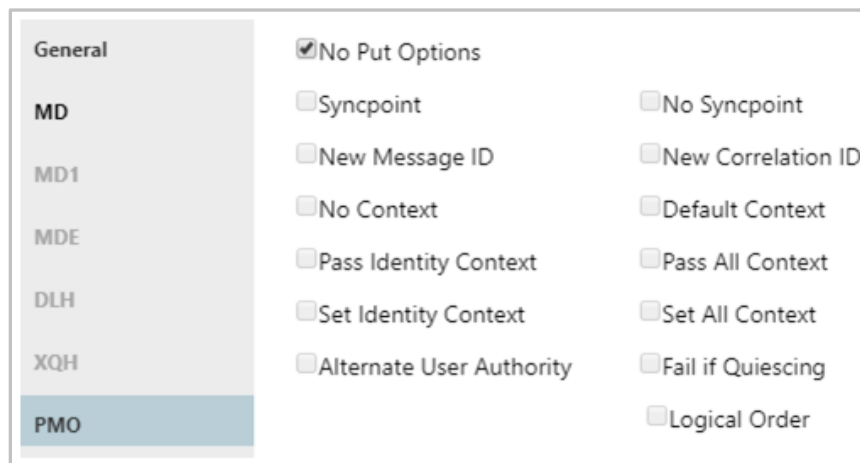 General
MD
MD1
MDE
DLH
XQH
PMO
No Put Options
Syncpoint No Syncpoint
New Message ID New Correlation ID
No Context Default Context
Pass Identity Context Pass All Context
Set Identity Context Set All Context
Alternate User Authority Fail if Quiescing
Logical Order